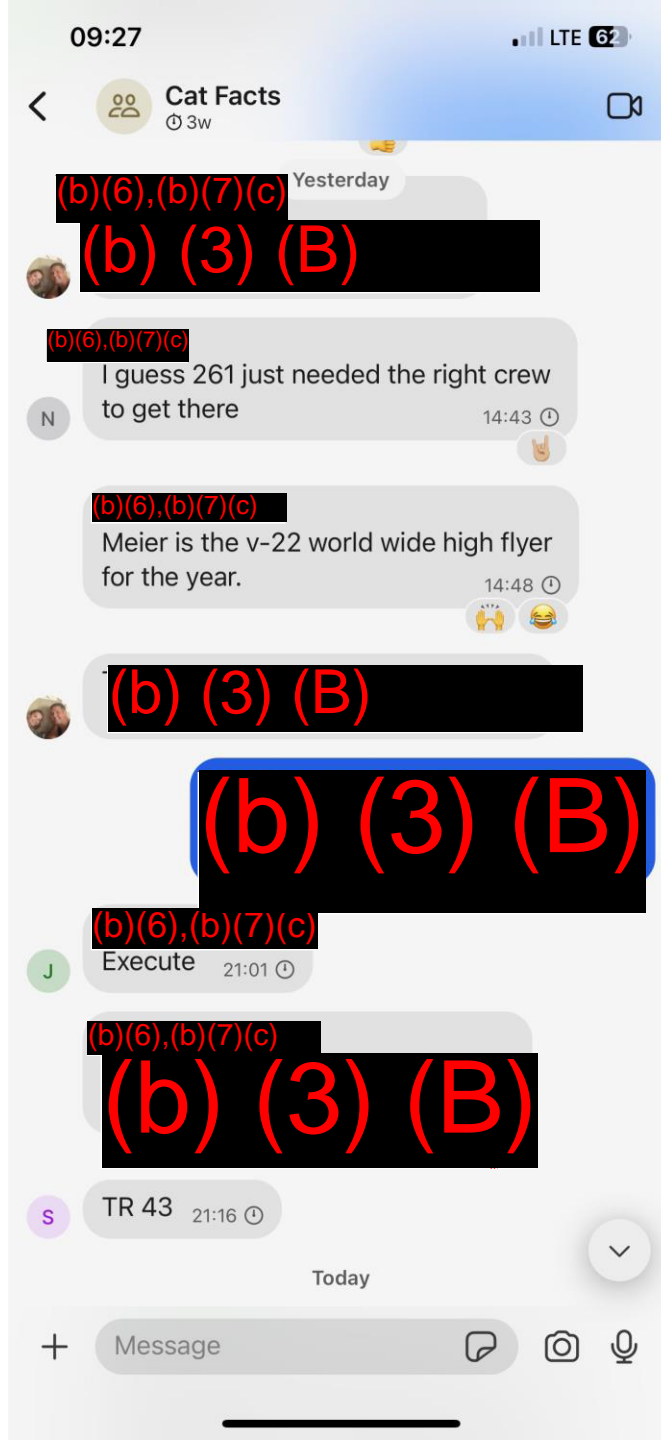 09:27
LTE 62
Cat Facts
3w
Yesterday
(b)(6),(b)(7)(c)
(b) (3) (B)
(b)(6),(b)(7)(c)
I guess 261 just needed the right crew
to get there
14:43
N
(b)(6),(b)(7)(c)
Meier is the v-22 world wide high flyer
for the year.
14:48
(b) (3) (B)
(b) (3) (B)
(b)(6),(b)(7)(c)
Execute 21:01
J
(b)(6),(b)(7)(c)
(b) (3) (B)
TR 43 21:16
S
Today
Message